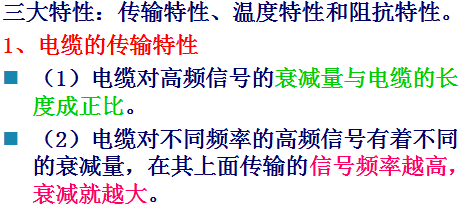 三大特性：传输特性、温度特性和阻抗特性。
1、电缆的传输特性
（1）电缆对高频信号的衰减量与电缆的长
度成正比。
（2）电缆对不同频率的高频信号有着不同
的衰减量，在其上面传输的信号频率越高，
衰减就越大。